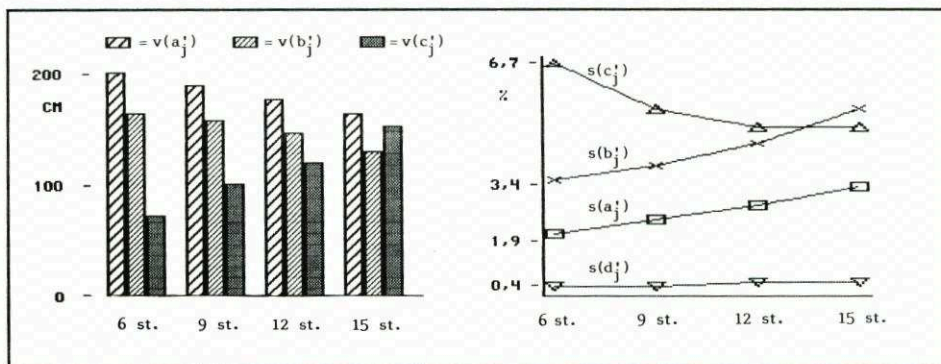 = v(a'j) = v(b'j) = v(c'j)
200
CM
100
0
6 st. 9 st. 12 st. 15 st.
6,7
%
3,4
1,9
0,4
s(c'j)
s(b'j)
s(a'j)
s(d'j)
6 st. 9 st. 12 st. 15 st.